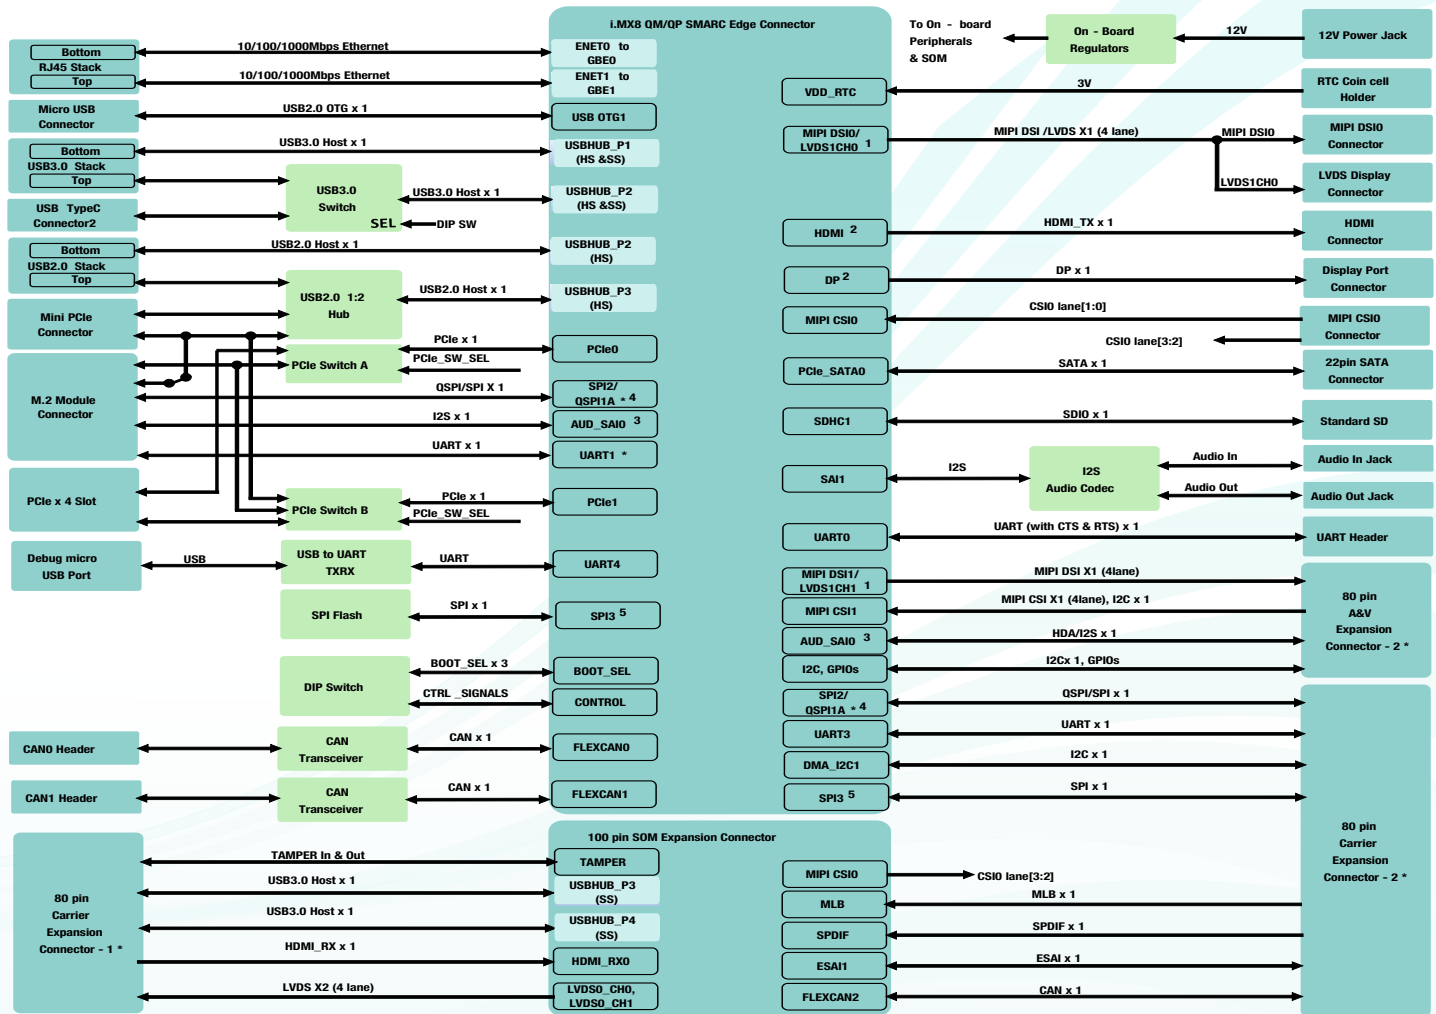 i.MX8 QM/QP SMARC Edge Connector
Bottom
RJ45 Stack
Top
10/100/1000Mbps Ethernet
10/100/1000Mbps Ethernet
ENET0 to
GBE0
ENET1 to
GBE1
Micro USB
Connector
USB2.0 OTG x 1
USB OTG1
Bottom
USB3.0 Stack
Top
USB3.0 Host x 1
USBHUB_P1
(HS &SS)
USB TypeC
Connector2
USB3.0
Switch
SEL
DIP SW
USB3.0 Host x 1
USBHUB_P2
(HS &SS)
Bottom
USB2.0 Stack
Top
USB2.0 Host x 1
USBHUB_P2
(HS)
USB2.0 1:2
Hub
USB2.0 Host x 1
USBHUB_P3
(HS)
Mini PCIe
Connector
PCIe Switch A
PCIe x 1
PCIe_SW_SEL
PCIe0
M.2 Module
Connector
QSPI/SPI X 1
SPI2/
QSPI1A * 4
I2S x 1
AUD_SAI0 3
UART x 1
UART1 *
PCIe x 4 Slot
PCIe Switch B
PCIe x 1
PCIe_SW_SEL
PCIe1
Debug micro
USB Port
USB
USB to UART
TXRX
UART
UART4
SPI Flash
SPI x 1
SPI3 5
DIP Switch
BOOT_SEL x 3
BOOT_SEL
CTRL _SIGNALS
CONTROL
CAN0 Header
CAN
Transceiver
CAN x 1
FLEXCAN0
CAN1 Header
CAN
Transceiver
CAN x 1
FLEXCAN1
To On - board
Peripherals
& SOM
On - Board
Regulators
12V
12V Power Jack
VDD_RTC
3V
RTC Coin cell
Holder
MIPI DSI0/
LVDS1CH0 1
MIPI DSI /LVDS X1 (4 lane)
MIPI DSI0
MIPI DSI0
Connector
LVDS1CH0
LVDS Display
Connector
HDMI 2
HDMI_TX x 1
HDMI
Connector
DP 2
DP x 1
Display Port
Connector
MIPI CSI0
CSI0 lane[1:0]
CSI0 lane[3:2]
MIPI CSI0
Connector
PCIe_SATA0
SATA x 1
22pin SATA
Connector
SDHC1
SDIO x 1
Standard SD
SAI1
I2S
I2S
Audio Codec
Audio In
Audio In Jack
Audio Out
Audio Out Jack
UART0
UART (with CTS & RTS) x 1
UART Header
MIPI DSI1/
LVDS1CH1 1
MIPI DSI X1 (4lane)
MIPI CSI1
MIPI CSI X1 (4lane), I2C x 1
AUD_SAI0 3
HDA/I2S x 1
I2C, GPIOs
I2Cx 1, GPIOs
80 pin
A&V
Expansion
Connector - 2 *
SPI2/
QSPI1A * 4
QSPI/SPI x 1
UART3
UART x 1
DMA_I2C1
I2C x 1
SPI3 5
SPI x 1
80 pin
Carrier
Expansion
Connector - 2 *
100 pin SOM Expansion Connector
80 pin
Carrier
Expansion
Connector - 1 *
TAMPER In & Out
TAMPER
USB3.0 Host x 1
USBHUB_P3
(SS)
USB3.0 Host x 1
USBHUB_P4
(SS)
HDMI_RX x 1
HDMI_RX0
LVDS X2 (4 lane)
LVDS0_CH0,
LVDS0_CH1
MIPI CSI0
CSI0 lane[3:2]
MLB
MLB x 1
SPDIF
SPDIF x 1
ESAI1
ESAI x 1
FLEXCAN2
CAN x 1